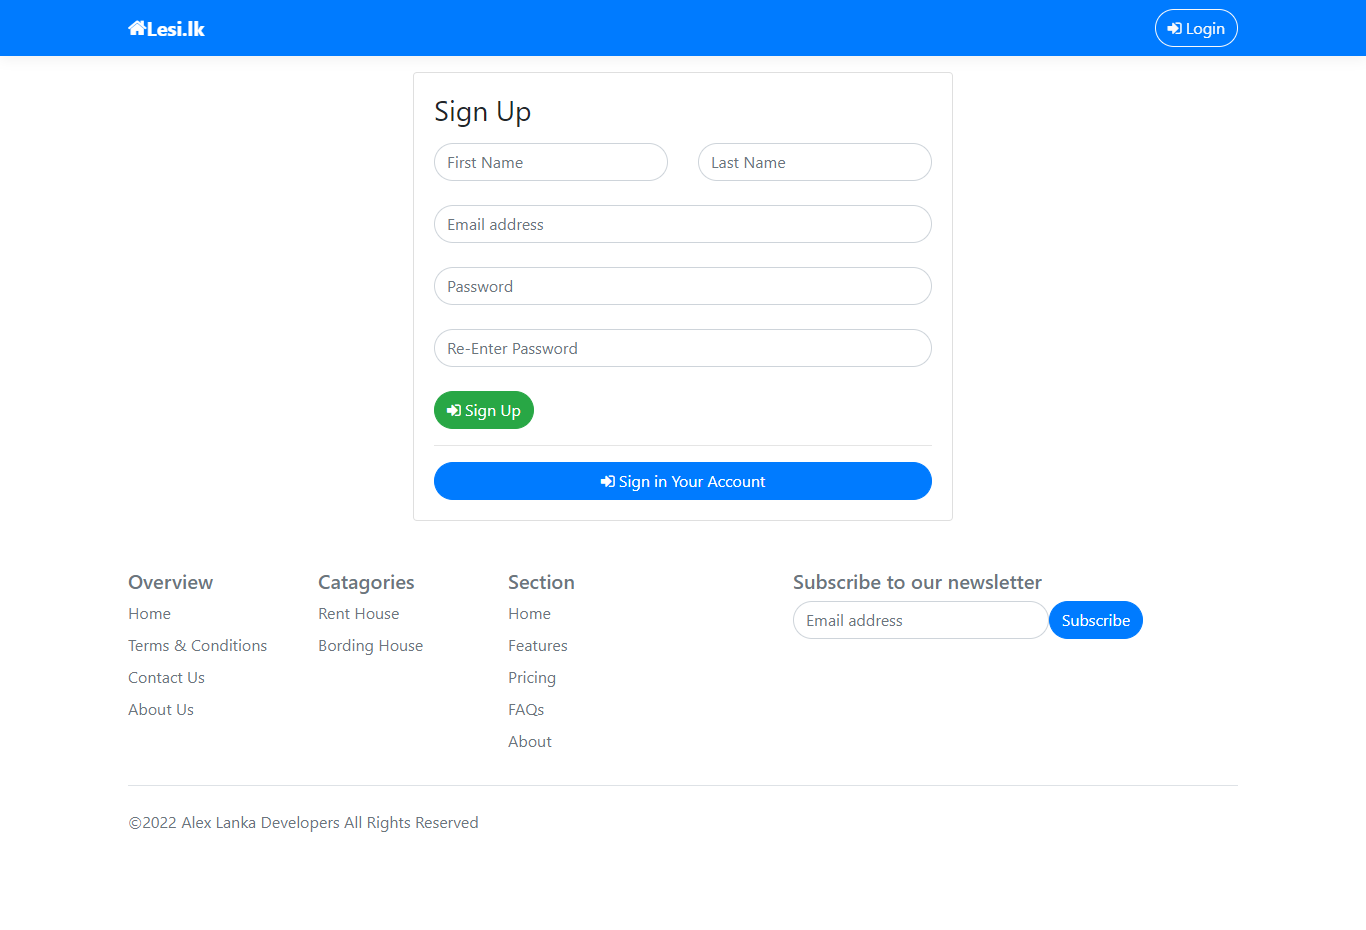 Lesi.lk
Login
Sign Up
First Name
Last Name
Email address
Password
Re-Enter Password
Sign Up
Sign in Your Account
Overview
Home
Terms & Conditions
Contact Us
About Us
Catagories
Rent House
Bording House
Section
Home
Features
Pricing
FAQs
About
Subscribe to our newsletter
Email address
Subscribe
©2022 Alex Lanka Developers All Rights Reserved